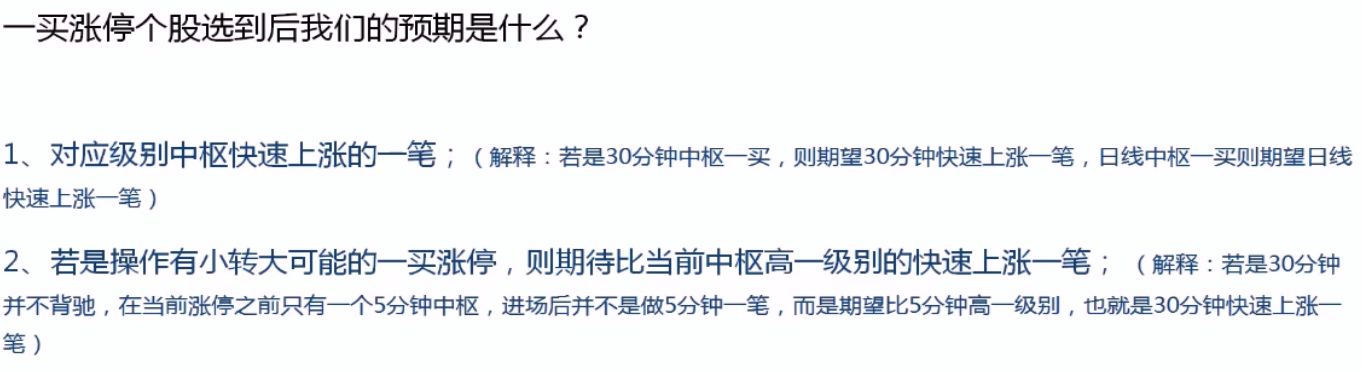 一买涨停个股选到后我们的预期是什么？
1、对应级别中枢快速上涨的一笔；（解释：若是30分钟中枢一买，则期望30分钟快速上涨一笔，日线中枢一买则期望日线
快速上涨一笔）
2、若是操作有小转大可能的一买涨停，则期待比当前中枢高一级别的快速上涨一笔；（解释：若是30分钟
并不背驰，在当前涨停之前只有一个5分钟中枢，进场后并不是做5分钟一笔，而是期望比5分钟高一级别，也就是30分钟快速上涨一
笔）